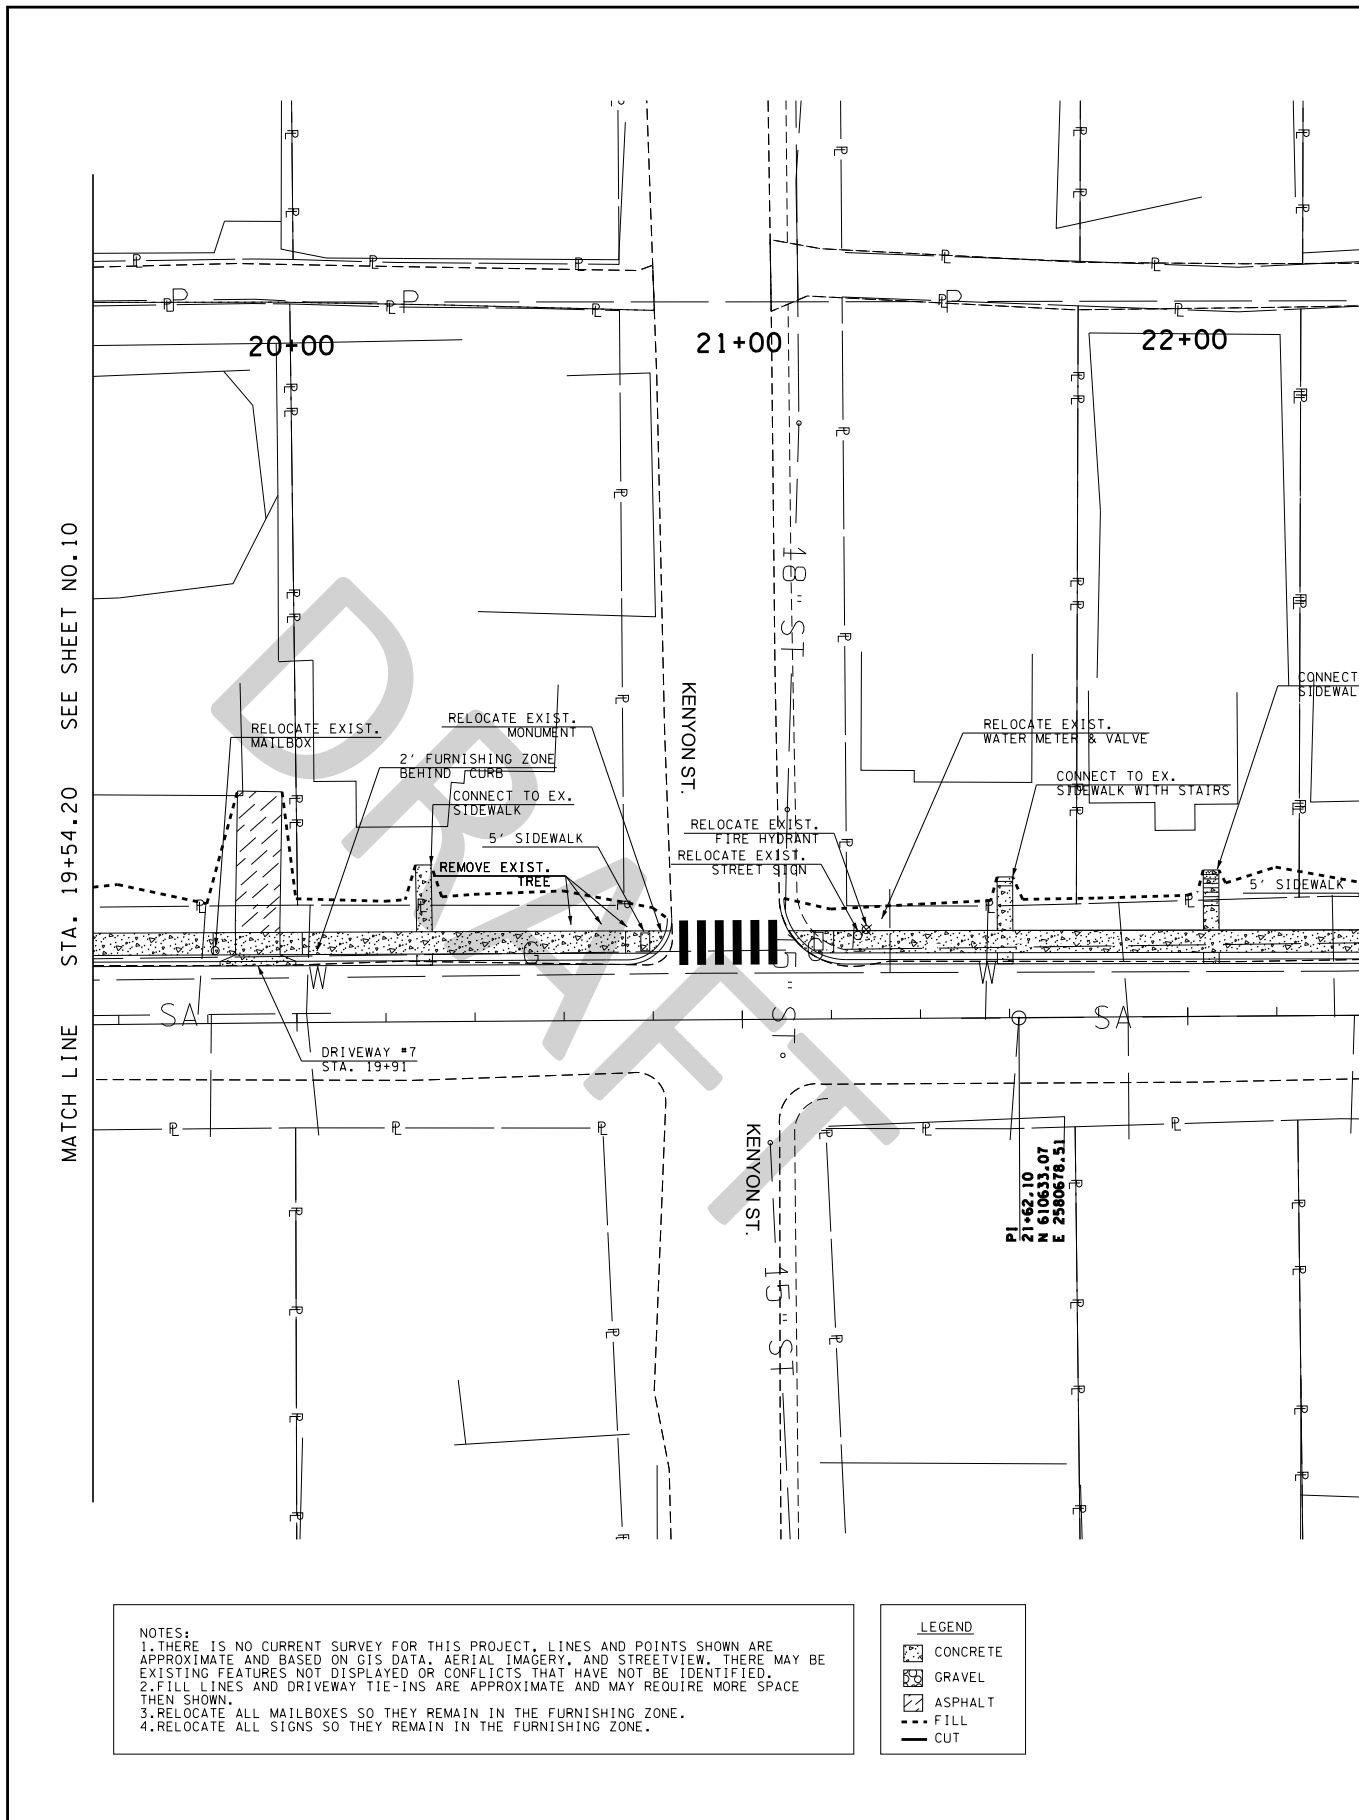 20+00
21+00
22+00
MATCH LINE STA. 19+54.20 SEE SHEET NO.10
18" ST
KENYON ST.
CONNECT
SIDEWAL
RELOCATE EXIST.
MAILBOX
RELOCATE EXIST.
MONUMENT
2' FURNISHING ZONE
BEHIND CURB
CONNECT TO EX.
SIDEWALK
5' SIDEWALK
REMOVE EXIST.
TREE
RELOCATE EXIST.
FIRE HYDRANT
RELOCATE EXIST.
STREET SIGN
RELOCATE EXIST.
WATER METER & VALVE
CONNECT TO EX.
SIDEWALK WITH STAIRS
5' SIDEWALK
G
W
W
SA
SA
P
P
P
DRIVEWAY #7
STA. 19+91
KENYON ST.
15" ST
PI
21+62.10
N 610633.07
E 2580678.51
DRAFT
NOTES:
1.THERE IS NO CURRENT SURVEY FOR THIS PROJECT, LINES AND POINTS SHOWN ARE
APPROXIMATE AND BASED ON GIS DATA, AERIAL IMAGERY, AND STREETVIEW. THERE MAY BE
EXISTING FEATURES NOT DISPLAYED OR CONFLICTS THAT HAVE NOT BE IDENTIFIED.
2.FILL LINES AND DRIVEWAY TIE-INS ARE APPROXIMATE AND MAY REQUIRE MORE SPACE
THEN SHOWN.
3.RELOCATE ALL MAILBOXES SO THEY REMAIN IN THE FURNISHING ZONE.
4.RELOCATE ALL SIGNS SO THEY REMAIN IN THE FURNISHING ZONE.
LEGEND
CONCRETE
GRAVEL
ASPHALT
FILL
CUT